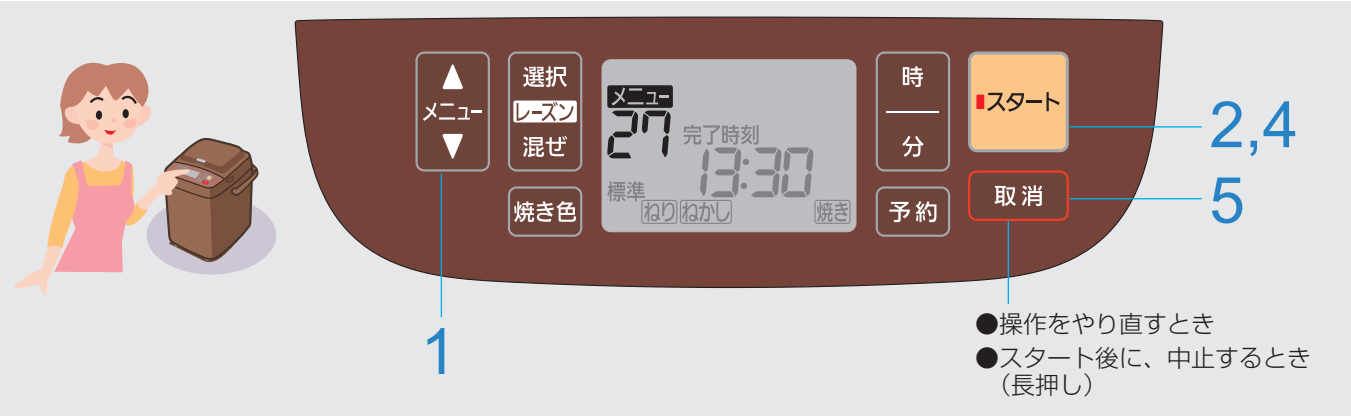 ▲
メニュー
▼
選択
レーズン
混ぜ
焼き色
メニュー
27
完了時刻
13:30
標準
ねり ねかし 焼き
時
分
予約
スタート
取消
1
2,4
5
●操作をやり直すとき
●スタート後に、中止するとき
(長押し)